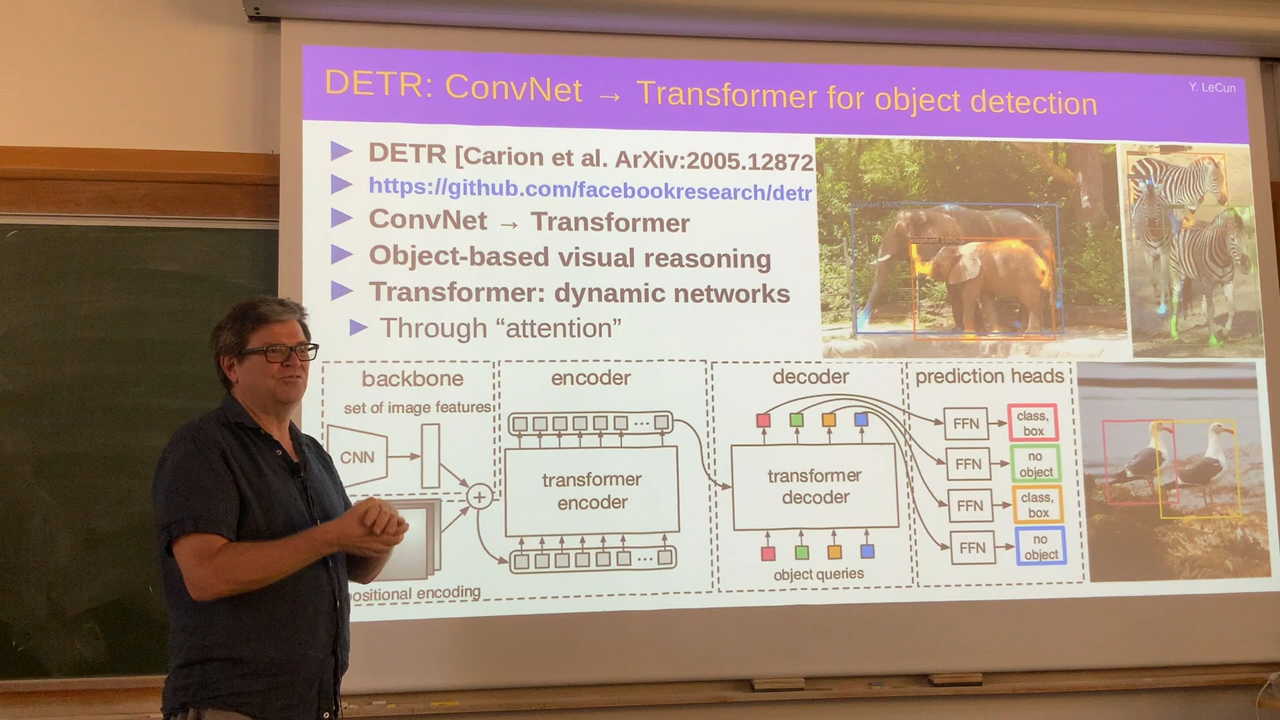 DETR: ConvNet → Transformer for object detection
Y. LeCun
DETR [Carion et al. ArXiv:2005.12872
https://github.com/facebookresearch/detr
ConvNet → Transformer
Object-based visual reasoning
Transformer: dynamic networks
Through “attention”
backbone
set of image features
CNN
+
ositional encoding
encoder
...
transformer
encoder
...
decoder
transformer
decoder
object queries
prediction heads
FFN
class,
box
FFN
no
object
FFN
class,
box
FFN
no
object